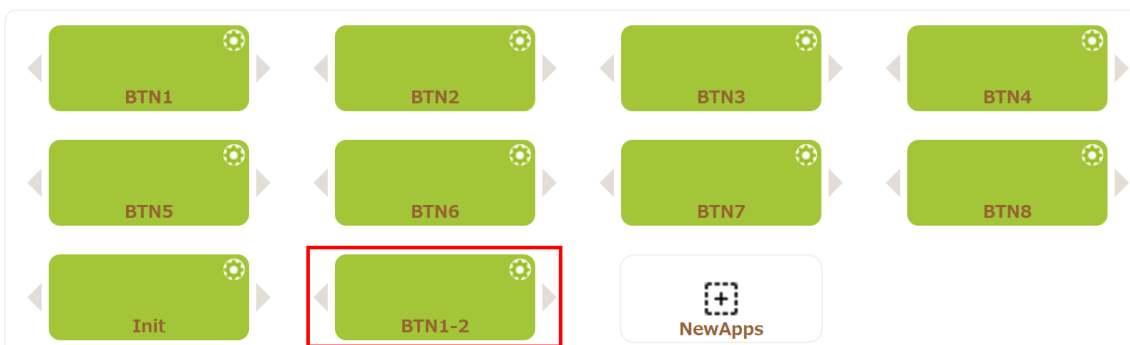 BTN1
BTN2
BTN3
BTN4
BTN5
BTN6
BTN7
BTN8
Init
BTN1-2
NewApps